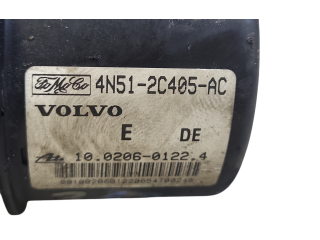 FoMoCo 4N51-2C405-AC
VOLVO
E DE
10.0206-0122.4